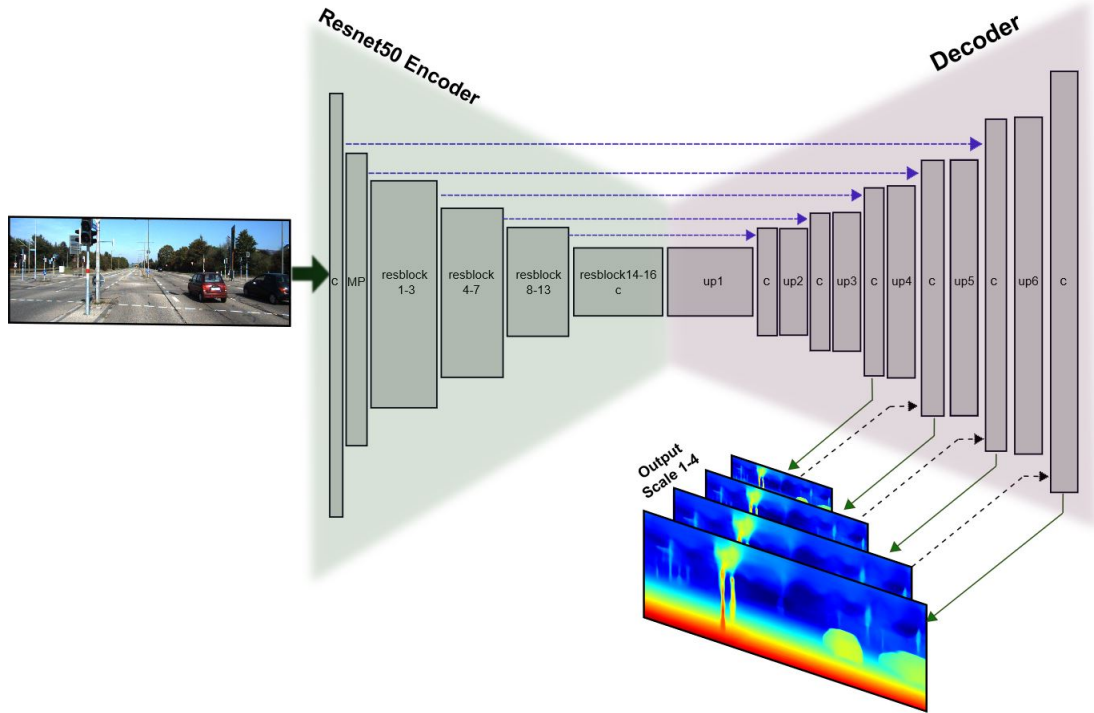 Resnet50 Encoder
Decoder
c
MP
resblock
1-3
resblock
4-7
resblock
8-13
resblock14-16
c
up1
c
up2
c
up3
c
up4
c
up5
c
up6
c
Output
Scale 1-4